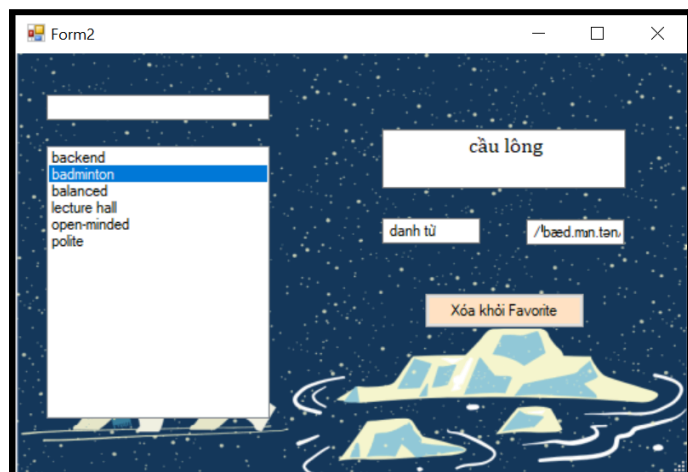 Form2
backend
badminton
balanced
lecture hall
open-minded
polite
cầu lông
danh từ
/ˈbæd.mɪn.tən
Xóa khỏi Favorite